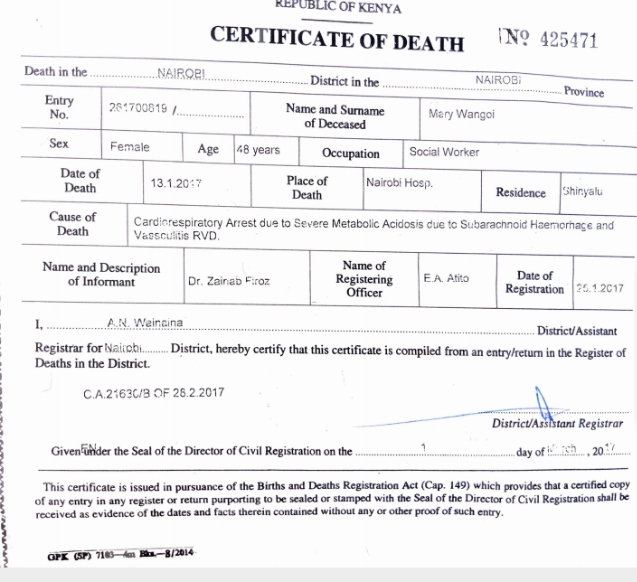 REPUBLIC OF KENYA
CERTIFICATE OF DEATH
Nº 425471
Death in the NAIROBI District in the NAIROBI Province
Entry No. 261700819 / Name and Surname of Deceased Mary Wangoi
Sex Female Age 48 years Occupation Social Worker
Date of Death 13.1.2017 Place of Death Nairobi Hosp. Residence Shinyalu
Cause of Death Cardiorespiratory Arrest due to Severe Metabolic Acidosis due to Subarachnoid Haemorhage and
Vassculitis RVD.
Name and Description of Informant Dr. Zainab Firoz Name of Registering Officer E.A. Atito Date of Registration 25.1.2017
I, A.N. Wainaina District/Assistant
Registrar for Nairobi District, hereby certify that this certificate is compiled from an entry/return in the Register of
Deaths in the District.
C.A.21630/B OF 28.2.2017
District/Assistant Registrar
Given under the Seal of the Director of Civil Registration on the 1 day of March, 2017
This certificate is issued in pursuance of the Births and Deaths Registration Act (Cap. 149) which provides that a certified copy
of any entry in any register or return purporting to be sealed or stamped with the Seal of the Director of Civil Registration shall be
received as evidence of the dates and facts therein contained without any or other proof of such entry.
GPK (SP) 7103—4m Bks.—8/2014